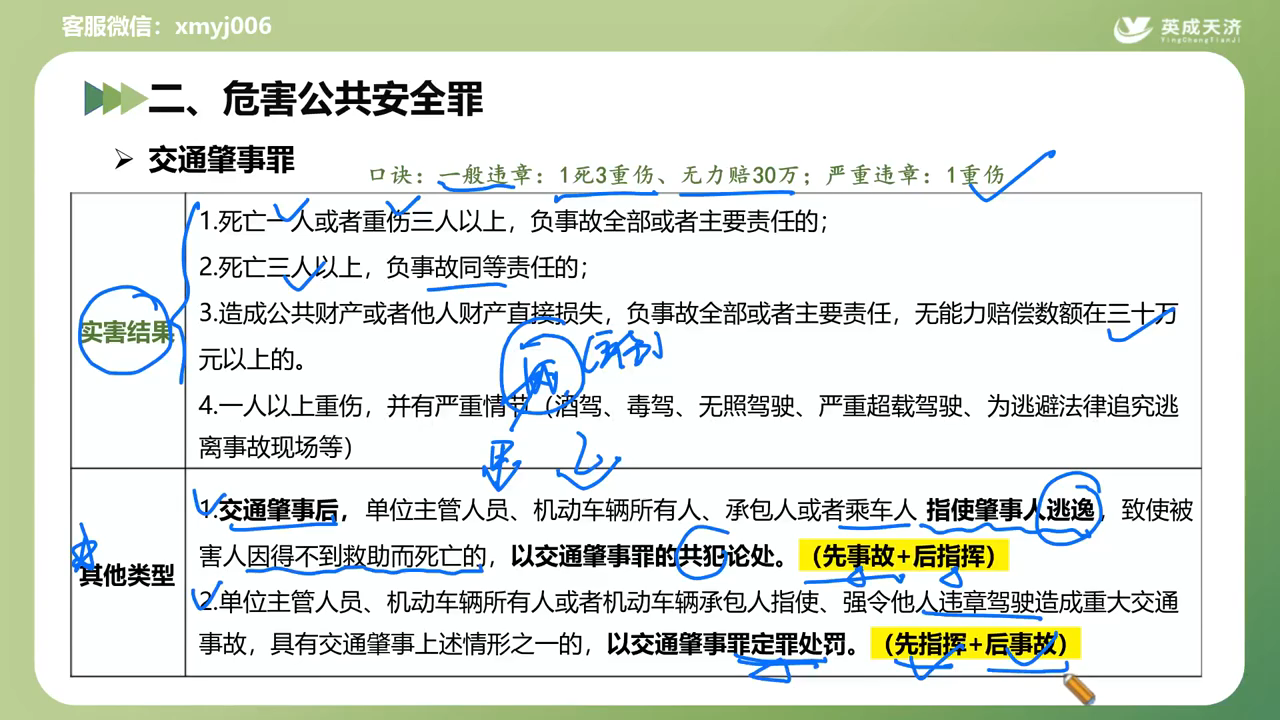 客服微信：xmyj006
英成天济
YingChengTianJi
二、危害公共安全罪
交通肇事罪
口诀：一般违章：1死3重伤、无力赔30万；严重违章：1重伤
实害结果
1.死亡一人或者重伤三人以上，负事故全部或者主要责任的；
2.死亡三人以上，负事故同等责任的；
3.造成公共财产或者他人财产直接损失，负事故全部或者主要责任，无能力赔偿数额在三十万
元以上的。
4.一人以上重伤，并有严重情节（酒驾、毒驾、无照驾驶、严重超载驾驶、为逃避法律追究逃
离事故现场等）
其他类型
1.交通肇事后，单位主管人员、机动车辆所有人、承包人或者乘车人 指使肇事人逃逸，致使被
害人因得不到救助而死亡的，以交通肇事罪的共犯论处。（先事故+后指挥）
2.单位主管人员、机动车辆所有人或者机动车辆承包人指使、强令他人违章驾驶造成重大交通
事故，具有交通肇事上述情形之一的，以交通肇事罪定罪处罚。（先指挥+后事故）